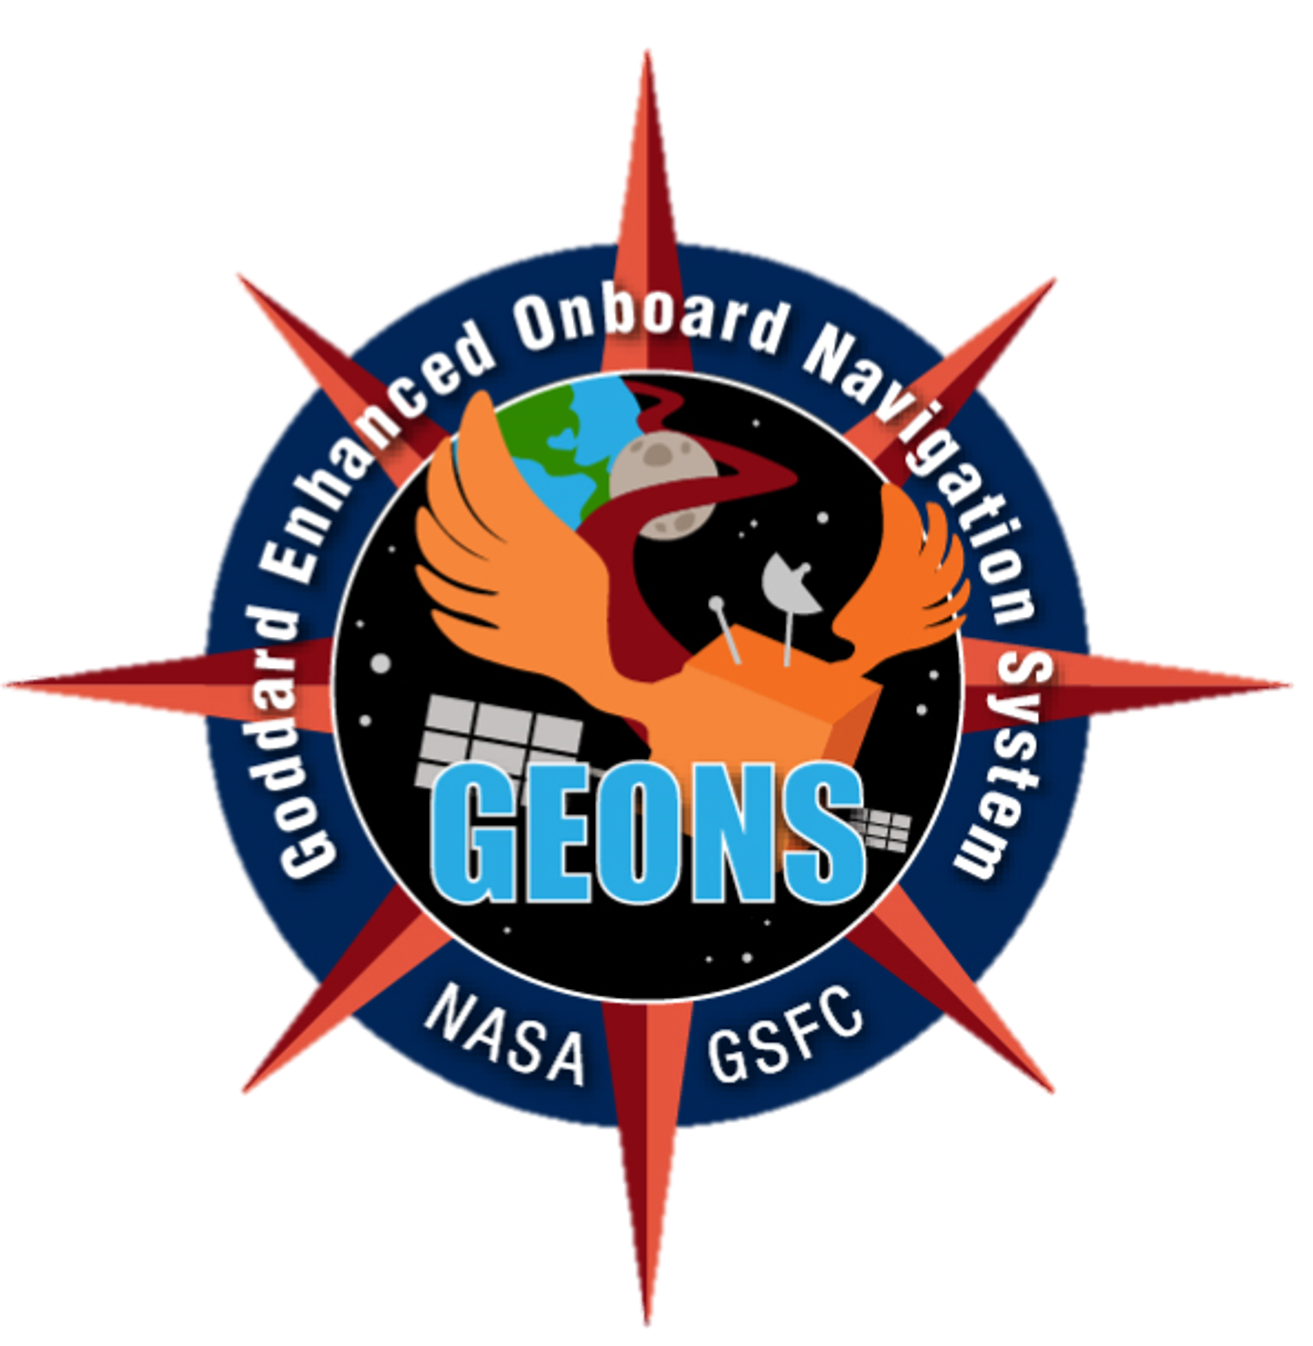 Goddard Enhanced Onboard Navigation System
GEONS
NASA GSFC